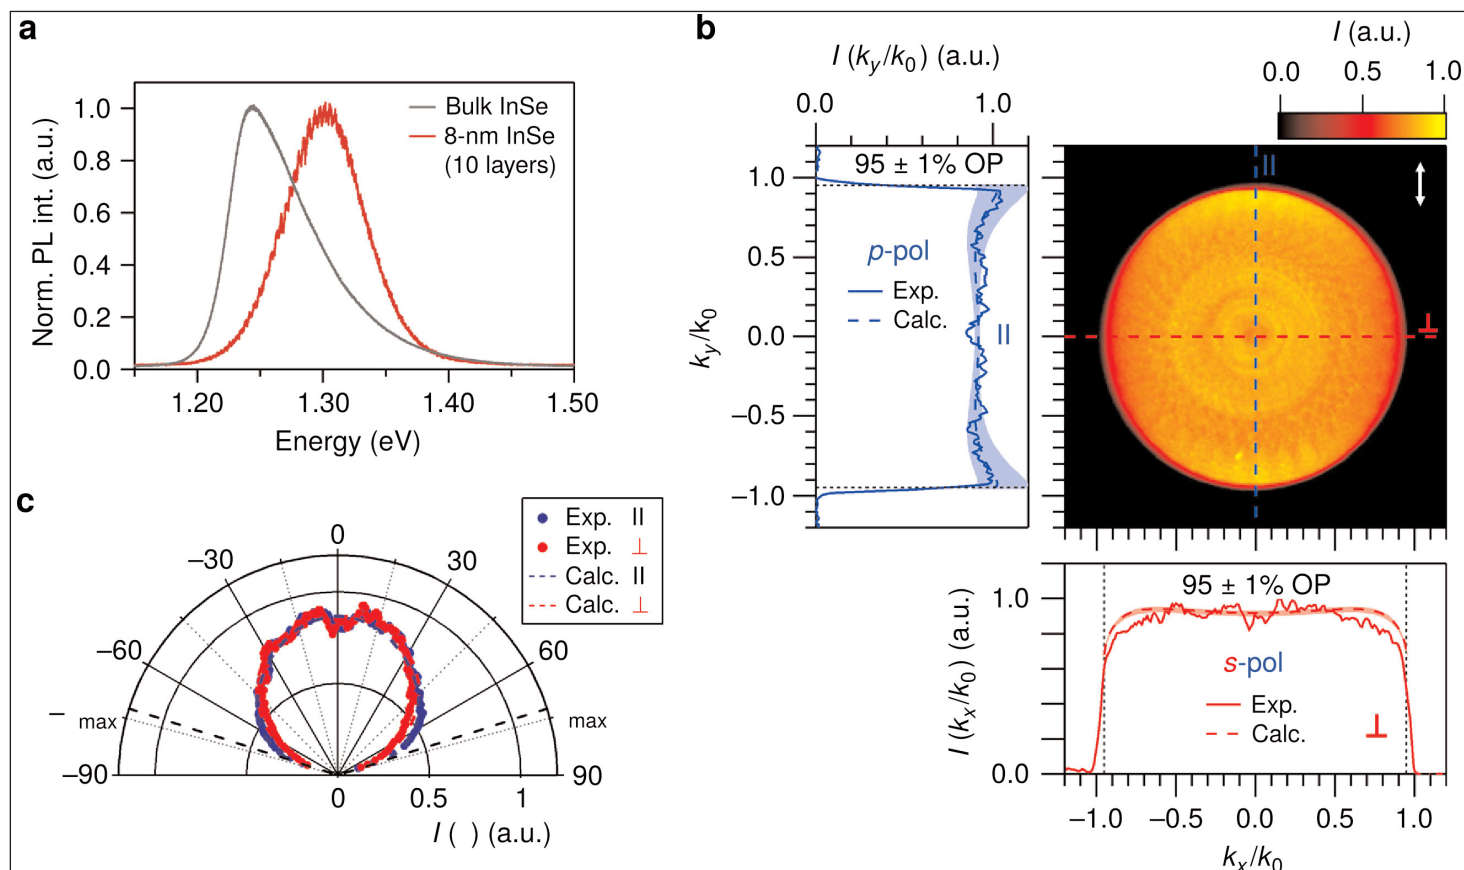 a
Norm. PL int. (a.u.)
1.0
0.8
0.6
0.4
0.2
0.0
Bulk InSe
8-nm InSe
(10 layers)
1.20
1.30
1.40
1.50
Energy (eV)
b
I (ky/k0) (a.u.)
0.0
1.0
I (a.u.)
0.0
0.5
1.0
95 ± 1% OP
ky/k0
1.0
0.5
0.0
−0.5
−1.0
p-pol
Exp.
Calc.
II
II
⊥
95 ± 1% OP
I (kx/k0) (a.u.)
1.0
0.0
s-pol
Exp.
Calc.
⊥
−1.0
−0.5
0.0
0.5
1.0
kx/k0
c
Exp. II
Exp. ⊥
Calc. II
Calc. ⊥
0
−30
30
−60
60
− max
max
−90
90
0
0.5
1
I ( ) (a.u.)